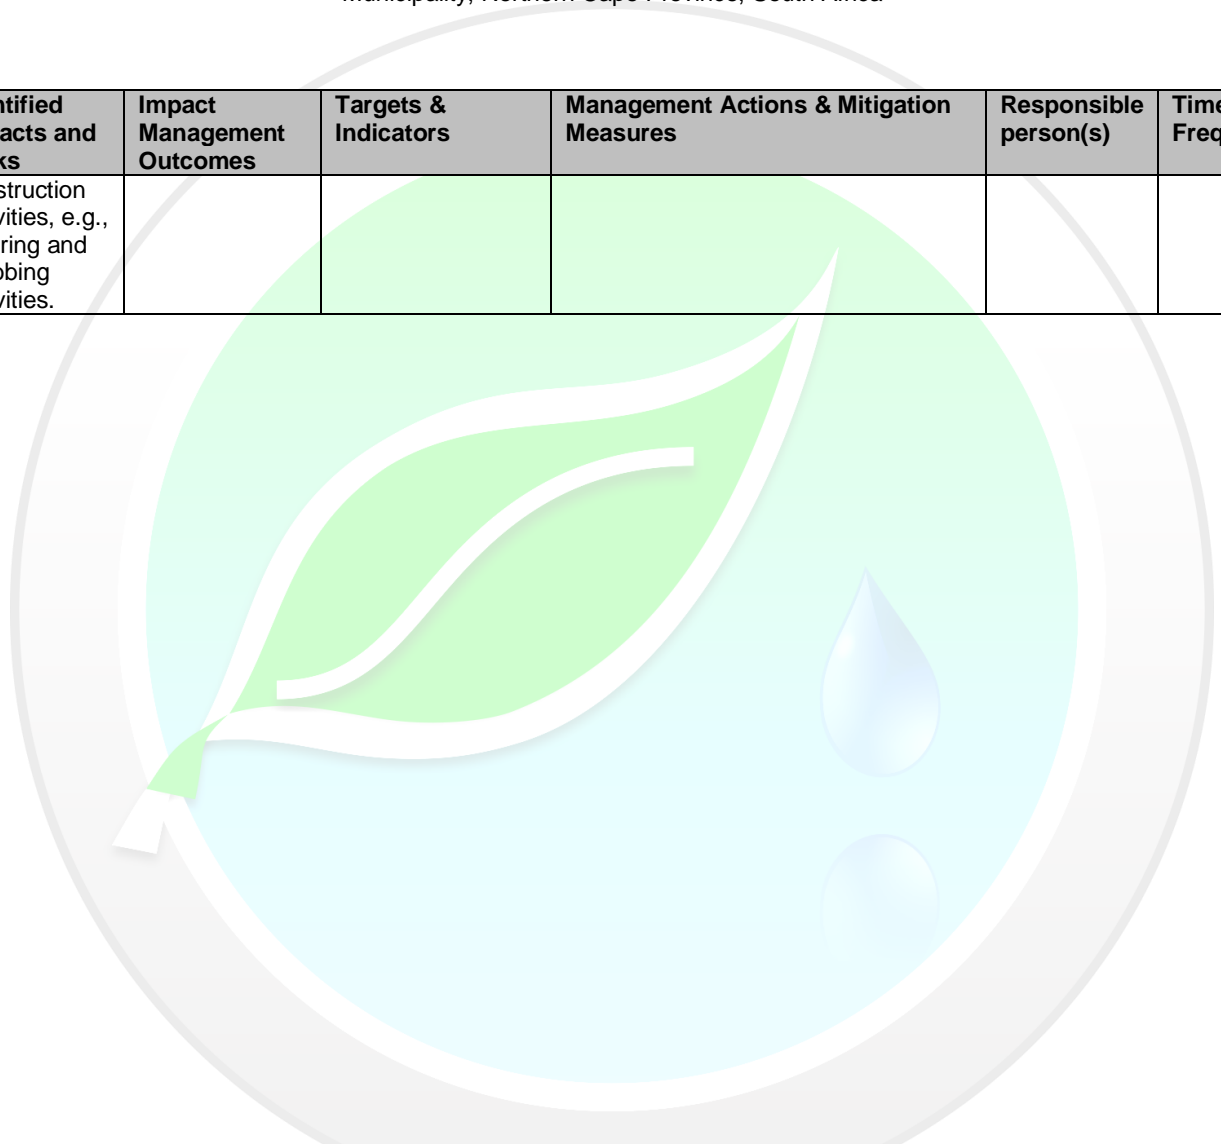 Municipality, Northern Cape Province, South Africa
ntified
acts and
ks
Impact
Management
Outcomes
Targets &
Indicators
Management Actions & Mitigation
Measures
Responsible
person(s)
Time
Freq
struction
vities, e.g.,
ring and
bbing
vities.